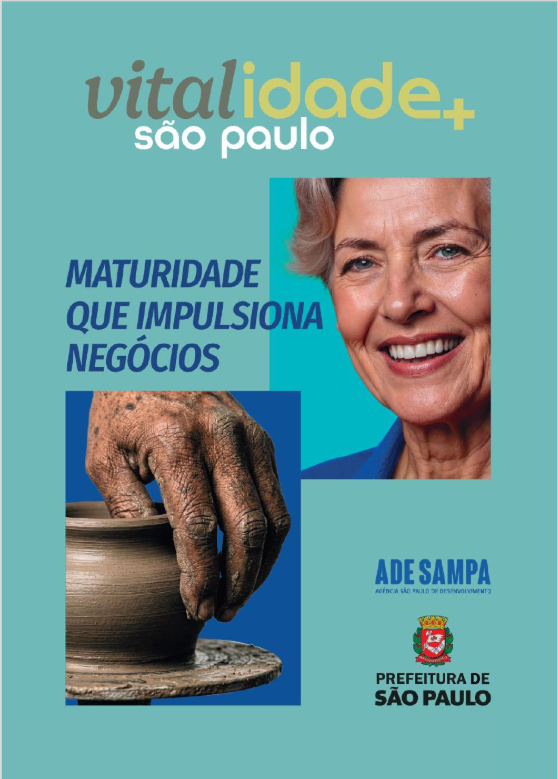 vitalidade+
são paulo
MATURIDADE
QUE IMPULSIONA
NEGÓCIOS
ADE SAMPA
AGÊNCIA SÃO PAULO DE DESENVOLVIMENTO
PREFEITURA DE
SÃO PAULO